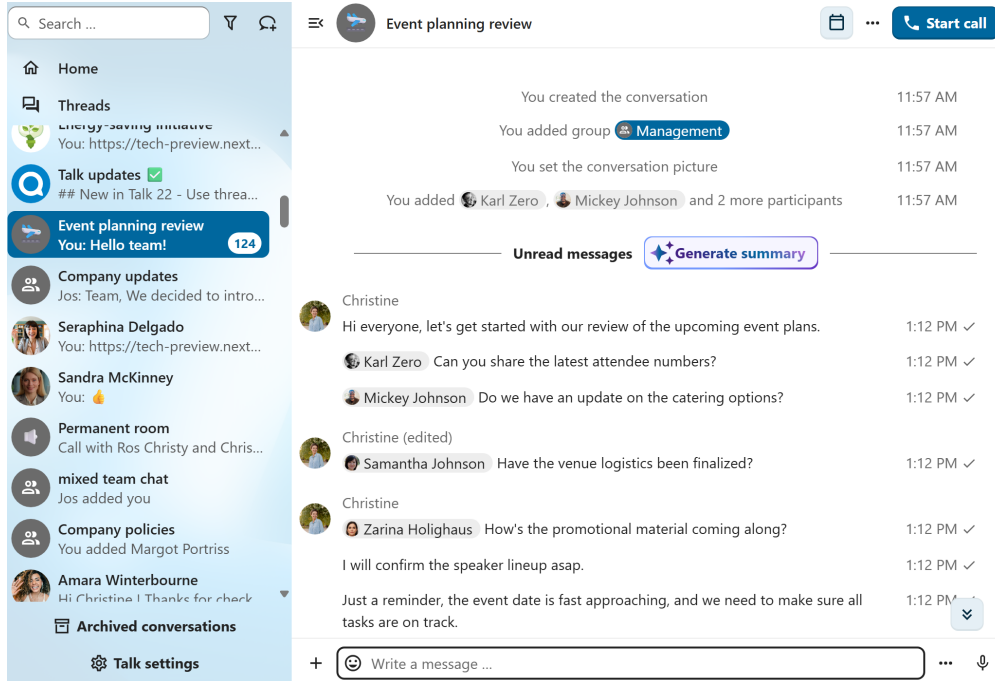 Search ...
Home
Threads
Energy-saving initiative
You: https://tech-preview.next...
Talk updates ✅
## New in Talk 22 - Use threa...
Event planning review
You: Hello team!
124
Company updates
Jos: Team, We decided to intro...
Seraphina Delgado
You: https://tech-preview.next...
Sandra McKinney
You: 👍
Permanent room
Call with Ros Christy and Chris...
mixed team chat
Jos added you
Company policies
You added Margot Portriss
Amara Winterbourne
Hi Christine ! Thanks for check
Archived conversations
Talk settings
Event planning review
Start call
You created the conversation 11:57 AM
You added group Management 11:57 AM
You set the conversation picture 11:57 AM
You added Karl Zero, Mickey Johnson and 2 more participants 11:57 AM
Unread messages Generate summary
Christine
Hi everyone, let's get started with our review of the upcoming event plans. 1:12 PM
Karl Zero Can you share the latest attendee numbers? 1:12 PM
Mickey Johnson Do we have an update on the catering options? 1:12 PM
Christine (edited)
Samantha Johnson Have the venue logistics been finalized? 1:12 PM
Christine
Zarina Holighaus How's the promotional material coming along? 1:12 PM
I will confirm the speaker lineup asap. 1:12 PM
Just a reminder, the event date is fast approaching, and we need to make sure all 1:12 PM
tasks are on track.
Write a message ...